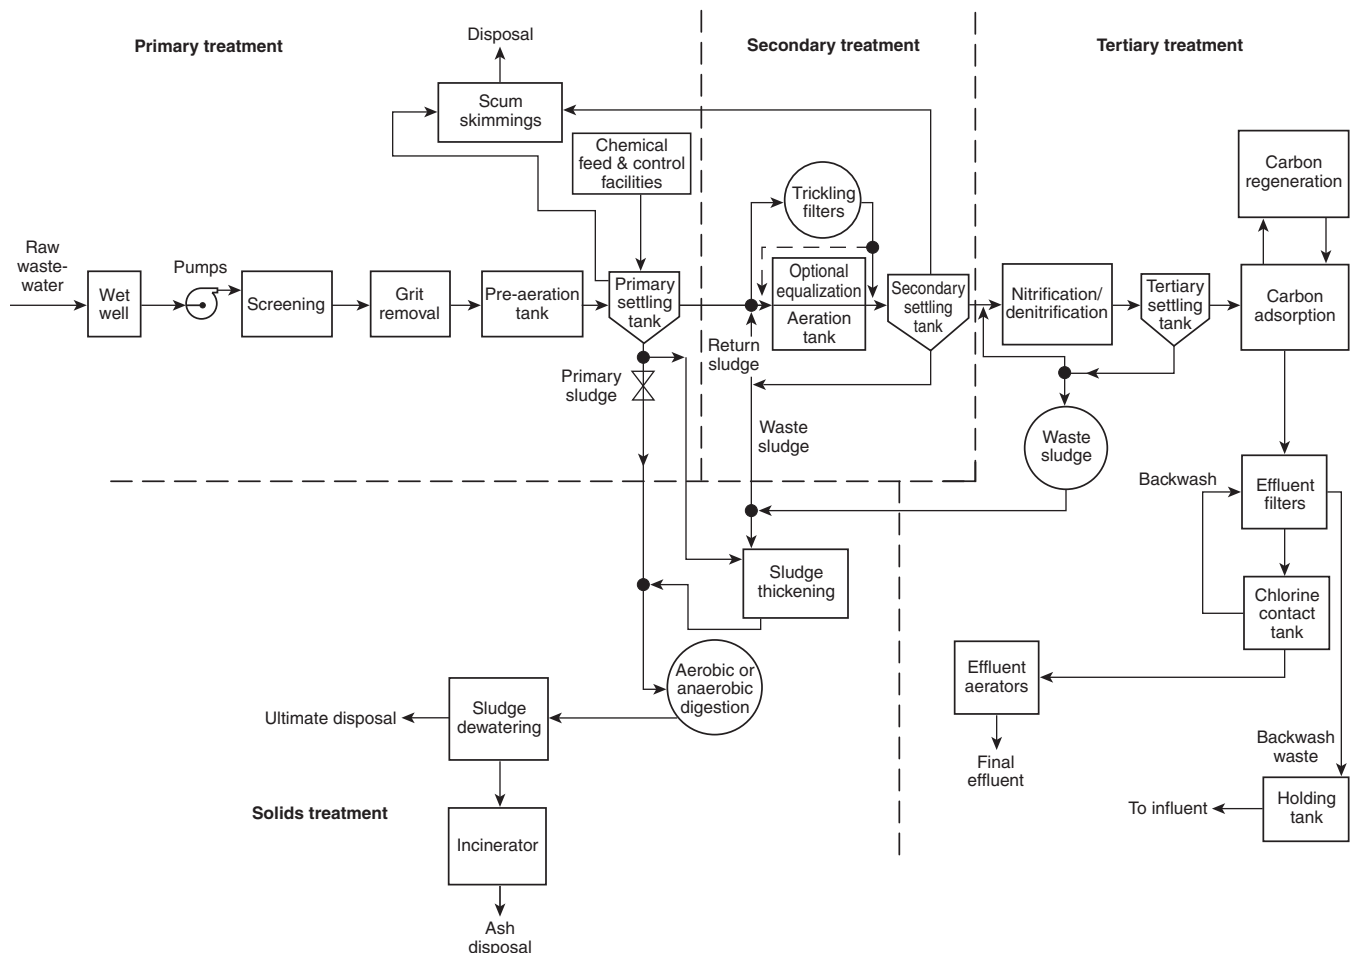 Primary treatment
Disposal
Secondary treatment
Tertiary treatment
Scum
skimmings
Chemical
feed & control
facilities
Carbon
regeneration
Trickling
filters
Raw
waste-
water
Wet
well
Pumps
Screening
Grit
removal
Pre-aeration
tank
Primary
settling
tank
Optional
equalization
Aeration
tank
Secondary
settling
tank
Nitrification/
denitrification
Tertiary
settling
tank
Carbon
adsorption
Return
sludge
Primary
sludge
Waste
sludge
Waste
sludge
Backwash
Effluent
filters
Sludge
thickening
Chlorine
contact
tank
Aerobic or
anaerobic
digestion
Effluent
aerators
Ultimate disposal
Sludge
dewatering
Final
effluent
Backwash
waste
Solids treatment
Incinerator
To influent
Holding
tank
Ash
disposal